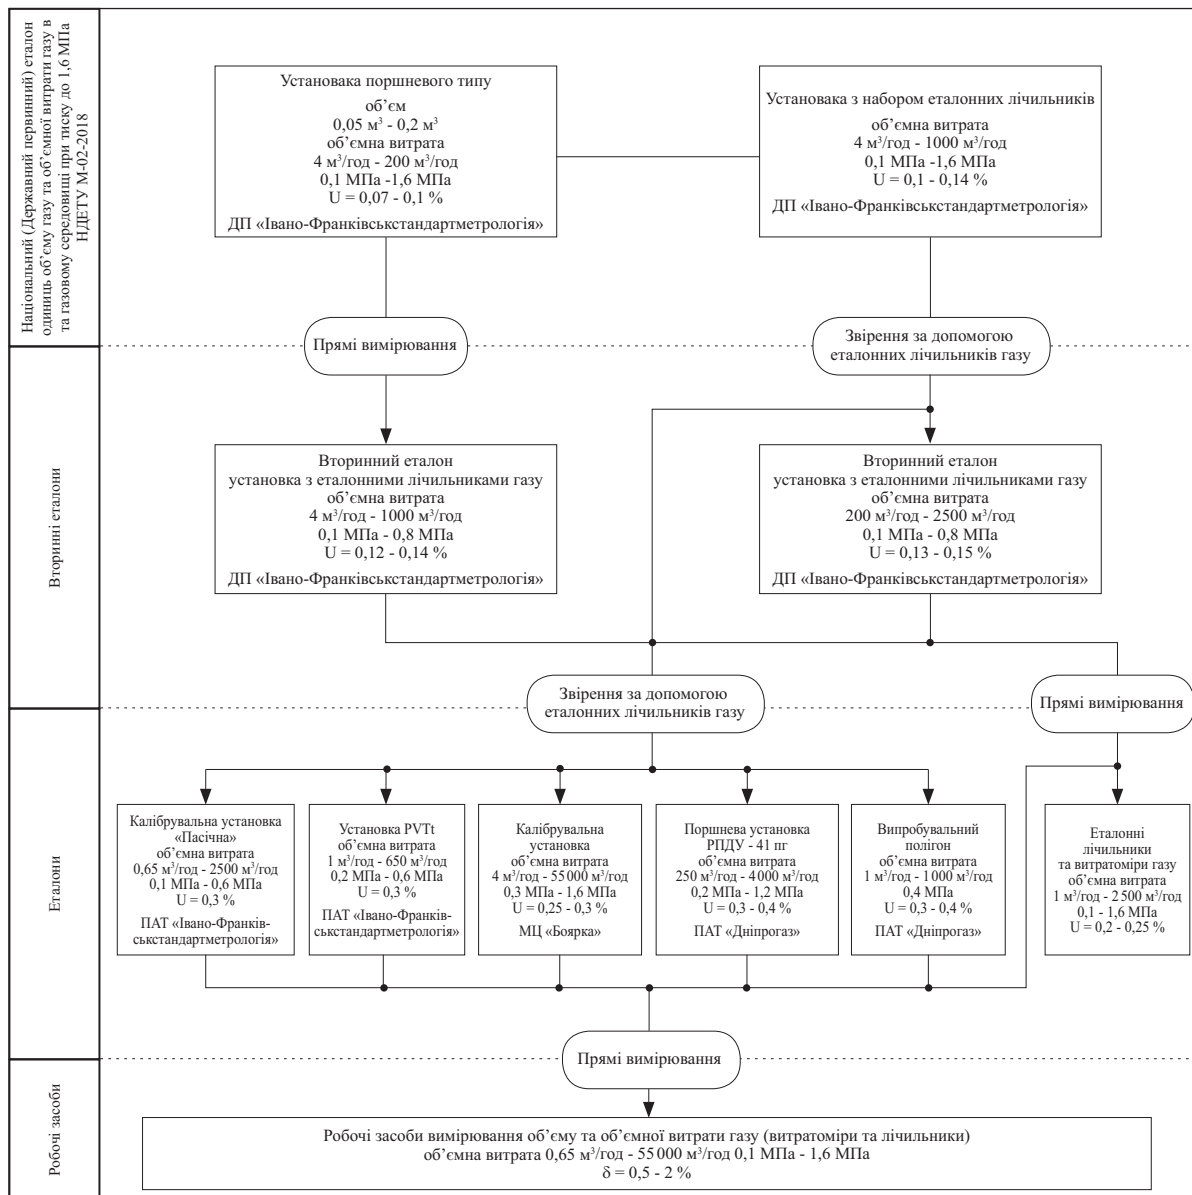 Національний (Державний первинний) еталон
одиниць об’єму газу та об’ємної витрати газу в
та газовому середовищі при тиску до 1,6 МПа
НДЕТУ М-02-2018
Установака поршневого типу
об’єм
0,05 м³ - 0,2 м³
об’ємна витрата
4 м³/год - 200 м³/год
0,1 МПа -1,6 МПа
U = 0,07 - 0,1 %
ДП «Івано-Франківськстандартметрологія»
Установака з набором еталонних лічильників
об’ємна витрата
4 м³/год - 1000 м³/год
0,1 МПа -1,6 МПа
U = 0,1 - 0,14 %
ДП «Івано-Франківськстандартметрологія»
Прямі вимірювання
Звірення за допомогою
еталонних лічильників газу
Вторинні еталони
Вторинний еталон
установка з еталонними лічильниками газу
об’ємна витрата
4 м³/год - 1000 м³/год
0,1 МПа - 0,8 МПа
U = 0,12 - 0,14 %
ДП «Івано-Франківськстандартметрологія»
Вторинний еталон
установка з еталонними лічильниками газу
об’ємна витрата
200 м³/год - 2500 м³/год
0,1 МПа - 0,8 МПа
U = 0,13 - 0,15 %
ДП «Івано-Франківськстандартметрологія»
Звірення за допомогою
еталонних лічильників газу
Прямі вимірювання
Еталони
Калібрувальна установка
«Пасічна»
об’ємна витрата
0,65 м³/год - 2500 м³/год
0,1 МПа - 0,6 МПа
U = 0,3 %
ПАТ «Івано-Франків-
ськстандартметрологія»
Установка PVTt
об’ємна витрата
1 м³/год - 650 м³/год
0,2 МПа - 0,6 МПа
U = 0,3 %
ПАТ «Івано-Франків-
ськстандартметрологія»
Калібрувальна
установка
об’ємна витрата
4 м³/год - 55 000 м³/год
0,3 МПа - 1,6 МПа
U = 0,25 - 0,3 %
МЦ «Боярка»
Поршнева установка
РПДУ - 41 пг
об’ємна витрата
250 м³/год - 4 000 м³/год
0,2 МПа - 1,2 МПа
U = 0,3 - 0,4 %
ПАТ «Дніпрогаз»
Випробувальний
полігон
об’ємна витрата
1 м³/год - 1 000 м³/год
0,4 МПа
U = 0,3 - 0,4 %
ПАТ «Дніпрогаз»
Еталонні
лічильники
та витратоміри газу
об’ємна витрата
1 м³/год - 2 500 м³/год
0,1 - 1,6 МПа
U = 0,2 - 0,25 %
Прямі вимірювання
Робочі засоби
Робочі засоби вимірювання об’єму та об’ємної витрати газу (витратоміри та лічильники)
об’ємна витрата 0,65 м³/год - 55 000 м³/год 0,1 МПа - 1,6 МПа
δ = 0,5 - 2 %